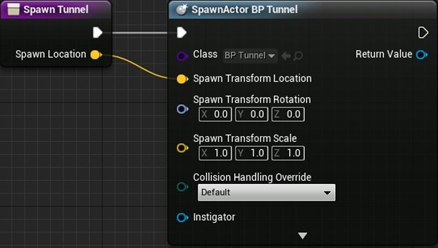 Spawn Tunnel
Spawn Location
SpawnActor BP Tunnel
Class BP Tunnel
Return Value
Spawn Transform Location
Spawn Transform Rotation
X 0.0 Y 0.0 Z 0.0
Spawn Transform Scale
X 1.0 Y 1.0 Z 1.0
Collision Handling Override
Default
Instigator